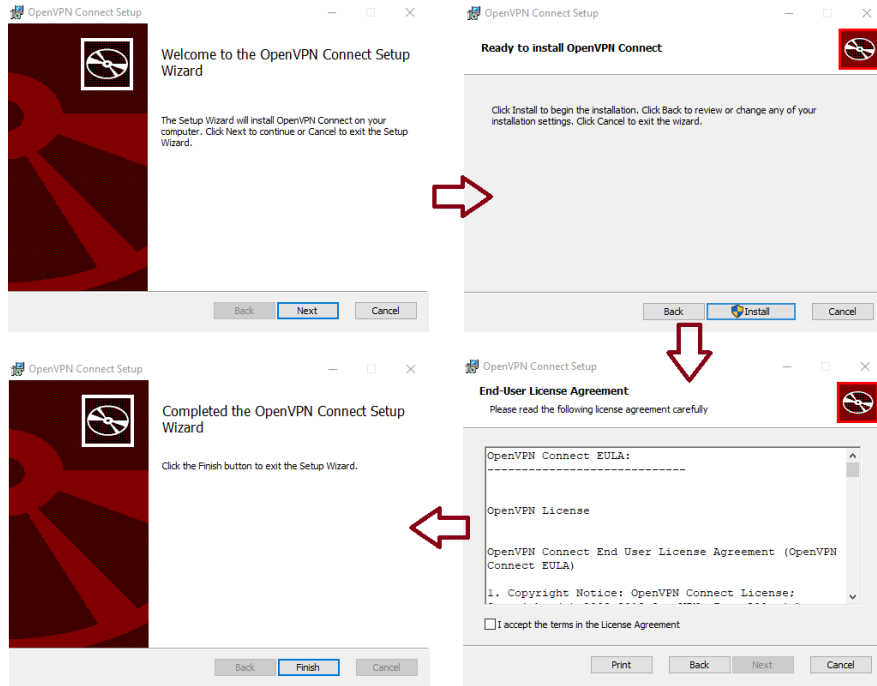 OpenVPN Connect Setup
Welcome to the OpenVPN Connect Setup
Wizard
The Setup Wizard will install OpenVPN Connect on your
computer. Click Next to continue or Cancel to exit the Setup
Wizard.
Back Next Cancel
OpenVPN Connect Setup
Ready to install OpenVPN Connect
Click Install to begin the installation. Click Back to review or change any of your
installation settings. Click Cancel to exit the wizard.
Back Install Cancel
OpenVPN Connect Setup
End-User License Agreement
Please read the following license agreement carefully
OpenVPN Connect EULA:
-----------------------------
OpenVPN License
OpenVPN Connect End User License Agreement (OpenVPN
Connect EULA)
1. Copyright Notice: OpenVPN Connect License;
I accept the terms in the License Agreement
Print Back Next Cancel
OpenVPN Connect Setup
Completed the OpenVPN Connect Setup
Wizard
Click the Finish button to exit the Setup Wizard.
Back Finish Cancel